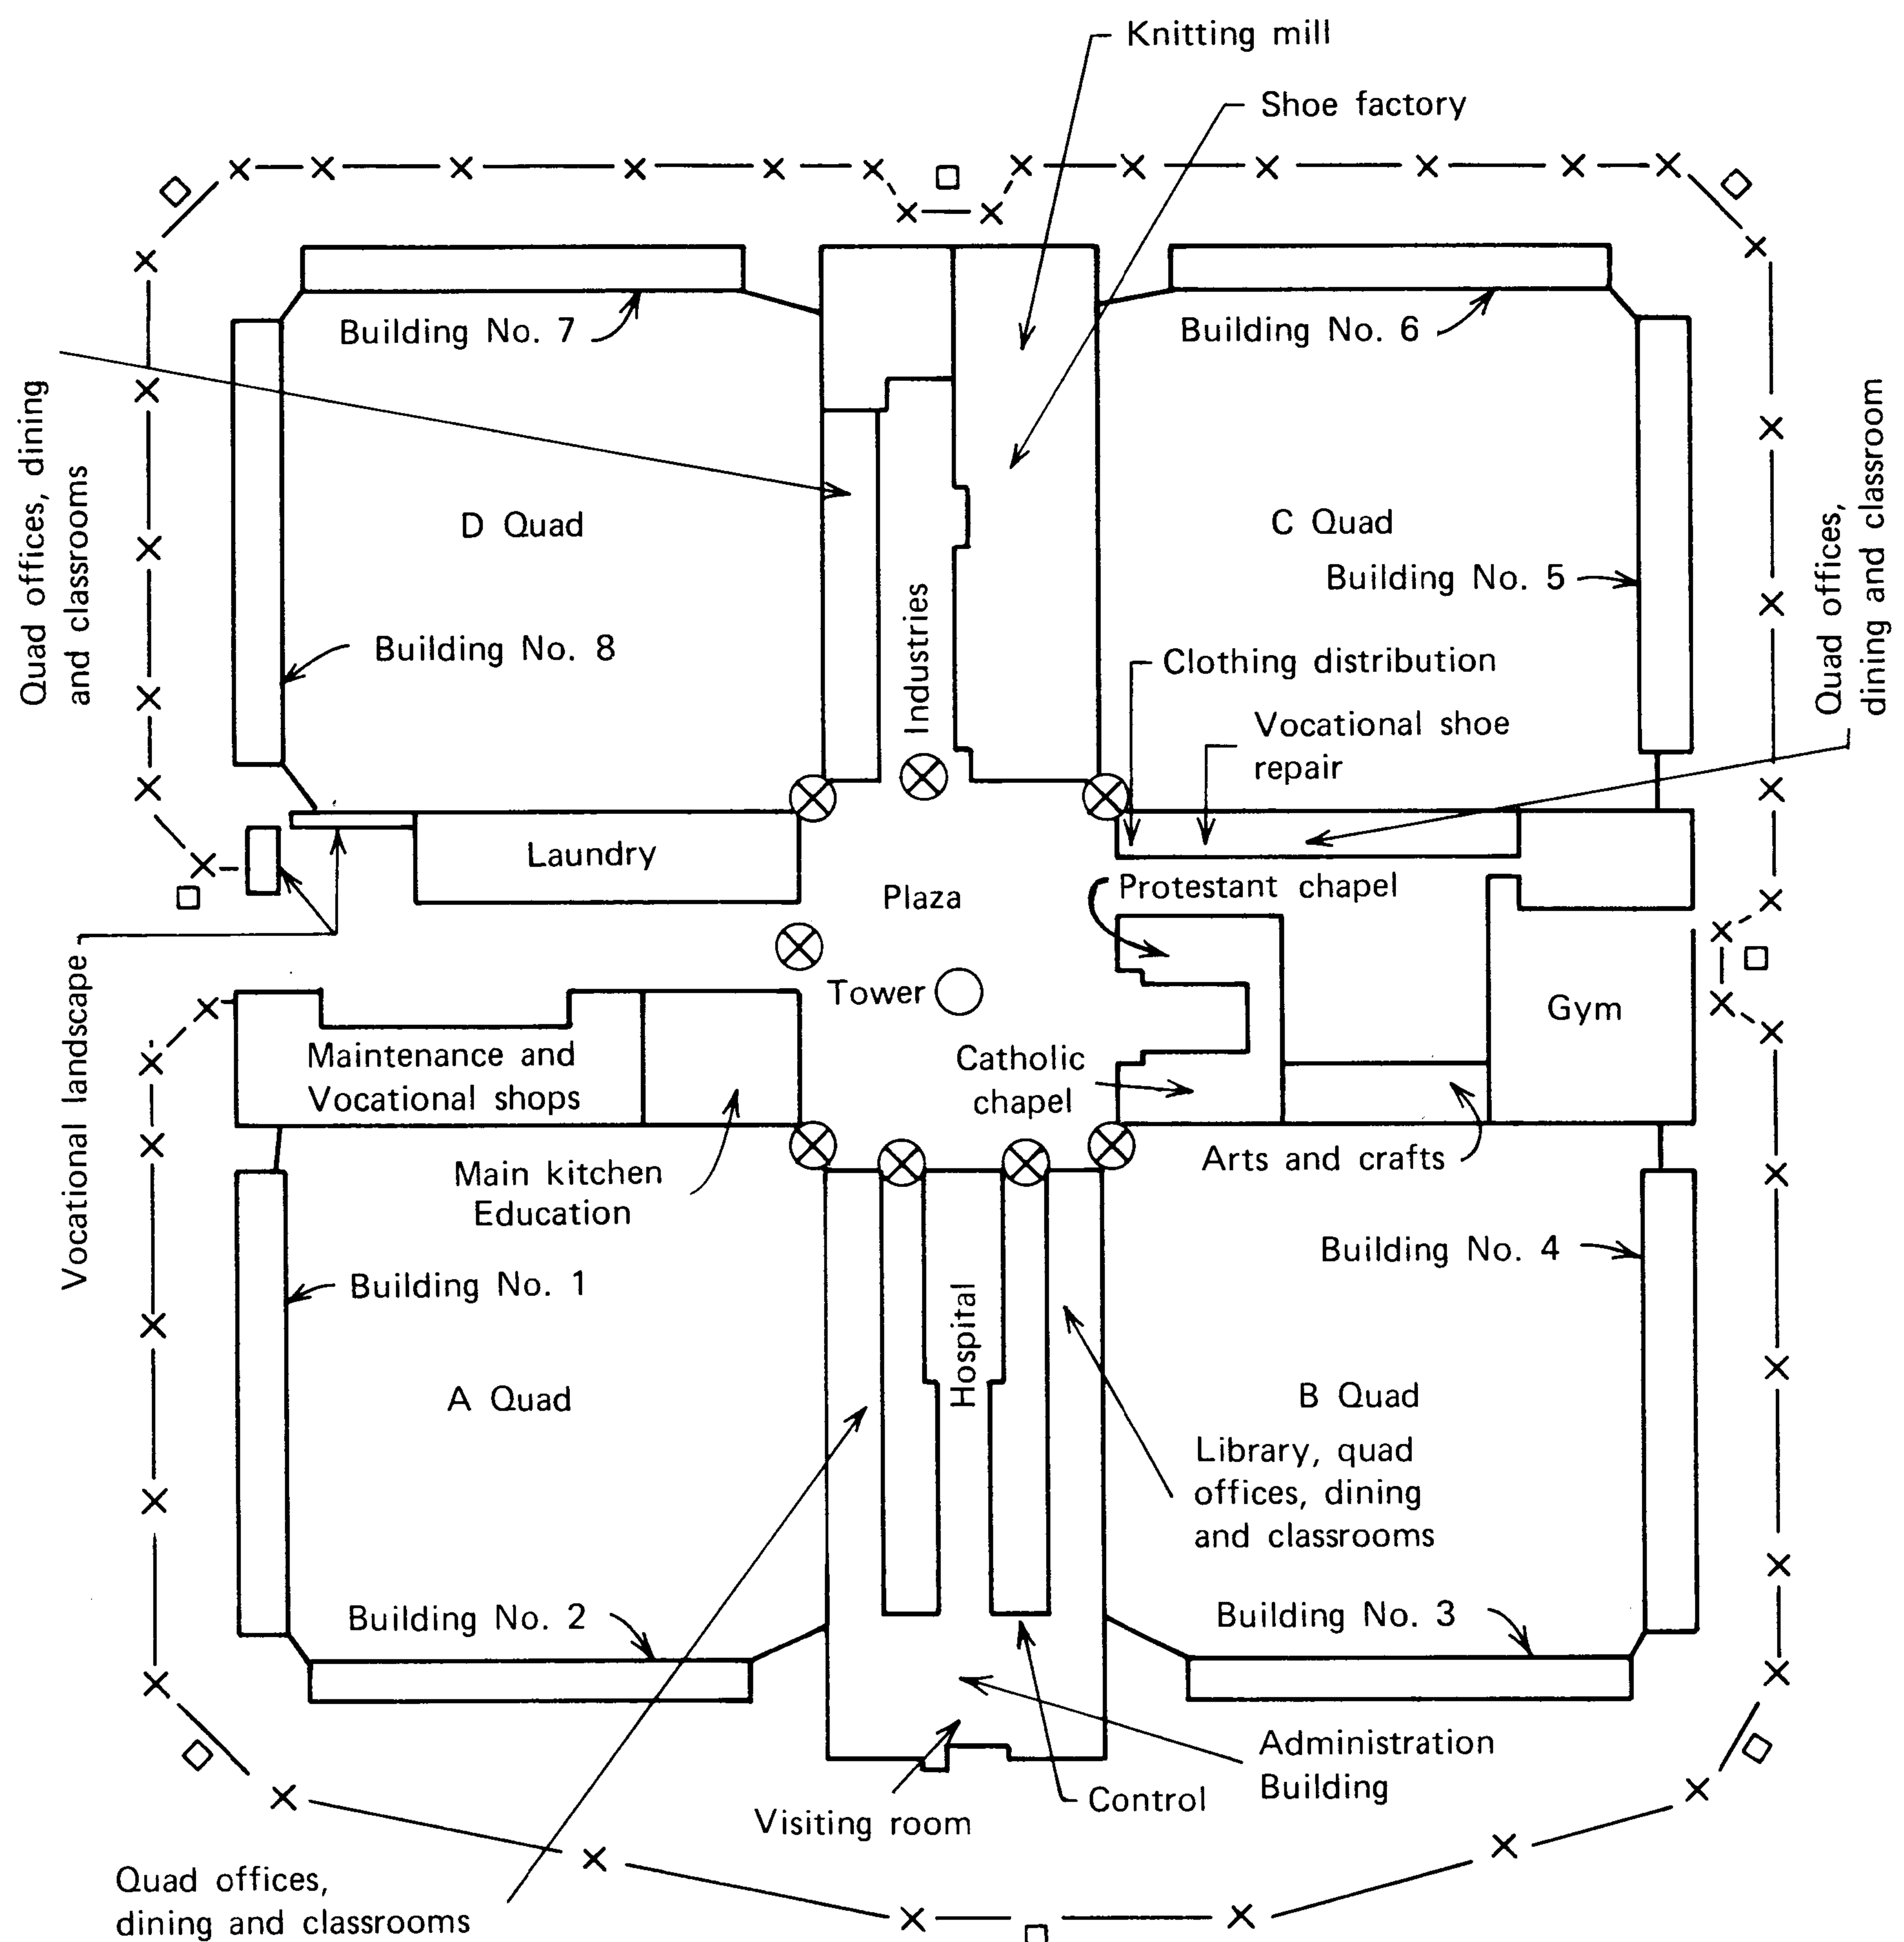 Knitting mill
Shoe factory
Building No. 7
Building No. 6
Quad offices, dining
and classrooms
D Quad
C Quad
Building No. 5
Quad offices,
dining and classroom
Industries
Building No. 8
Clothing distribution
Vocational shoe
repair
Laundry
Plaza
Protestant chapel
Tower
Gym
Maintenance and
Vocational shops
Catholic
chapel
Vocational landscape
Main kitchen
Education
Arts and crafts
Building No. 1
Building No. 4
Hospital
A Quad
B Quad
Library, quad
offices, dining
and classrooms
Building No. 2
Building No. 3
Administration
Building
Control
Visiting room
Quad offices,
dining and classrooms